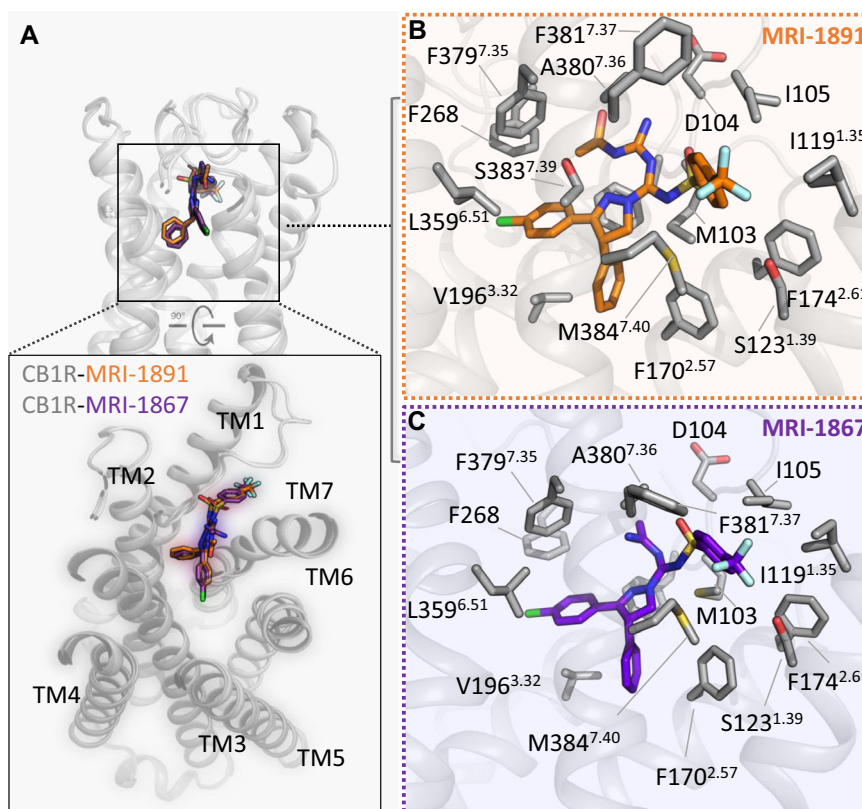 A
90°
CB1R-MRI-1891
CB1R-MRI-1867
TM1
TM2
TM7
TM6
TM4
TM3
TM5
B
MRI-1891
F381^7.37
F379^7.35
A380^7.36
I105
F268
D104
I119^1.35
S383^7.39
L359^6.51
M103
V196^3.32
F174^2.61
M384^7.40
S123^1.39
F170^2.57
C
MRI-1867
D104
A380^7.36
F379^7.35
I105
F268
F381^7.37
I119^1.35
L359^6.51
M103
V196^3.32
F174^2.6
S123^1.39
M384^7.40
F170^2.57